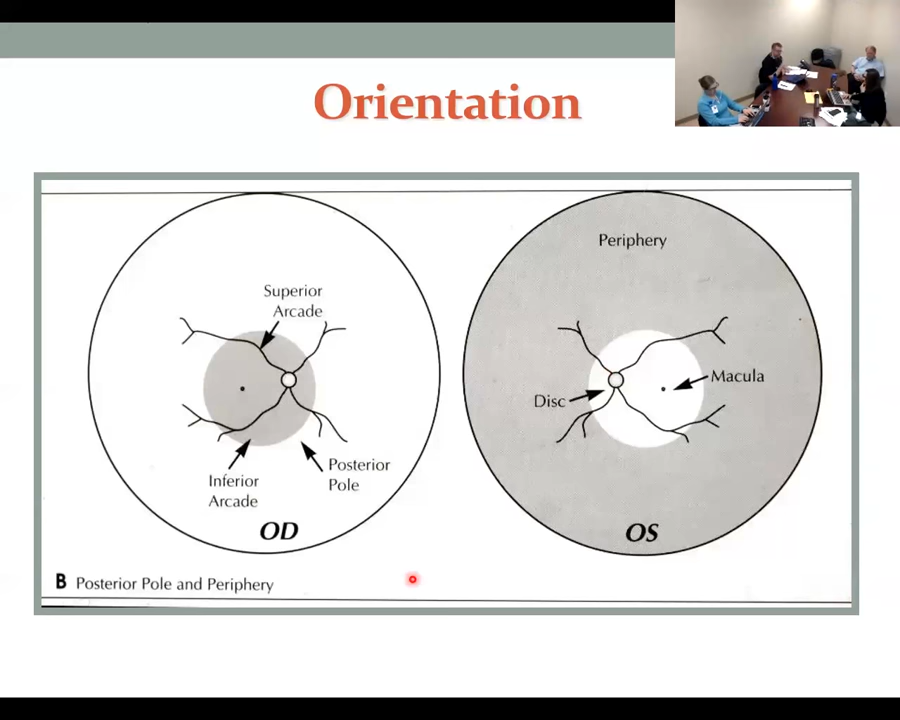 Orientation
Superior
Arcade
Inferior
Arcade
Posterior
Pole
OD
Periphery
Macula
Disc
OS
B Posterior Pole and Periphery